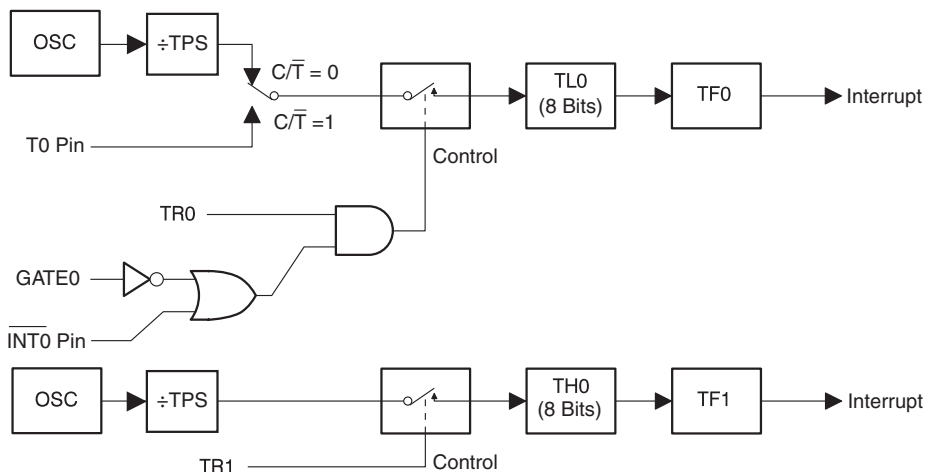 OSC
÷TPS
C/T̅ = 0
C/T̅ =1
T0 Pin
TL0
(8 Bits)
TF0
Interrupt
Control
TR0
GATE0
I̅N̅T̅0̅ Pin
OSC
÷TPS
TH0
(8 Bits)
TF1
Interrupt
TR1
Control